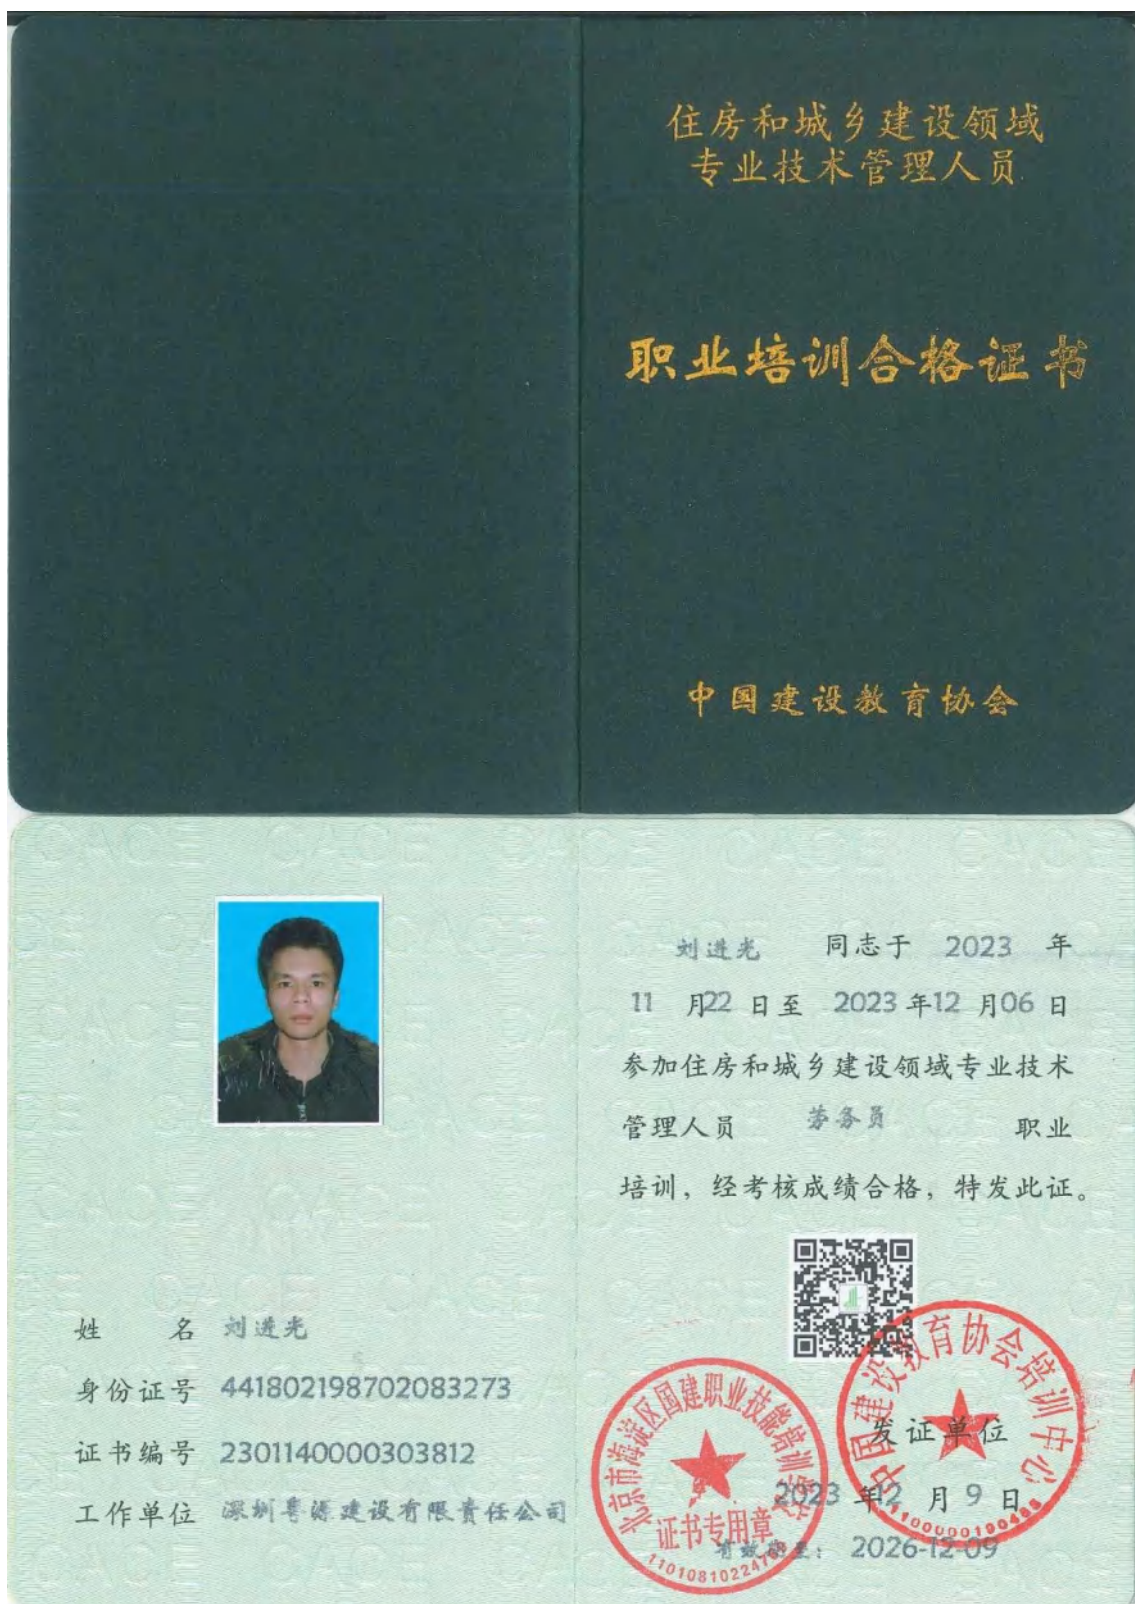 住房和城乡建设领域
专业技术管理人员
职业培训合格证书
中国建设教育协会
姓 名 刘进光
身份证号 441802198702083273
证书编号 2301140000303812
工作单位 深圳粤源建设有限责任公司
刘进光 同志于 2023 年
11 月22 日至 2023 年12 月06 日
参加住房和城乡建设领域专业技术
管理人员 劳务员 职业
培训，经考核成绩合格，特发此证。
中国建设教育协会培训中心
北京市海淀区国建职业技能培训学校
证书专用章
发证单位
2023 年12 月 9 日
有效期至： 2026-12-09